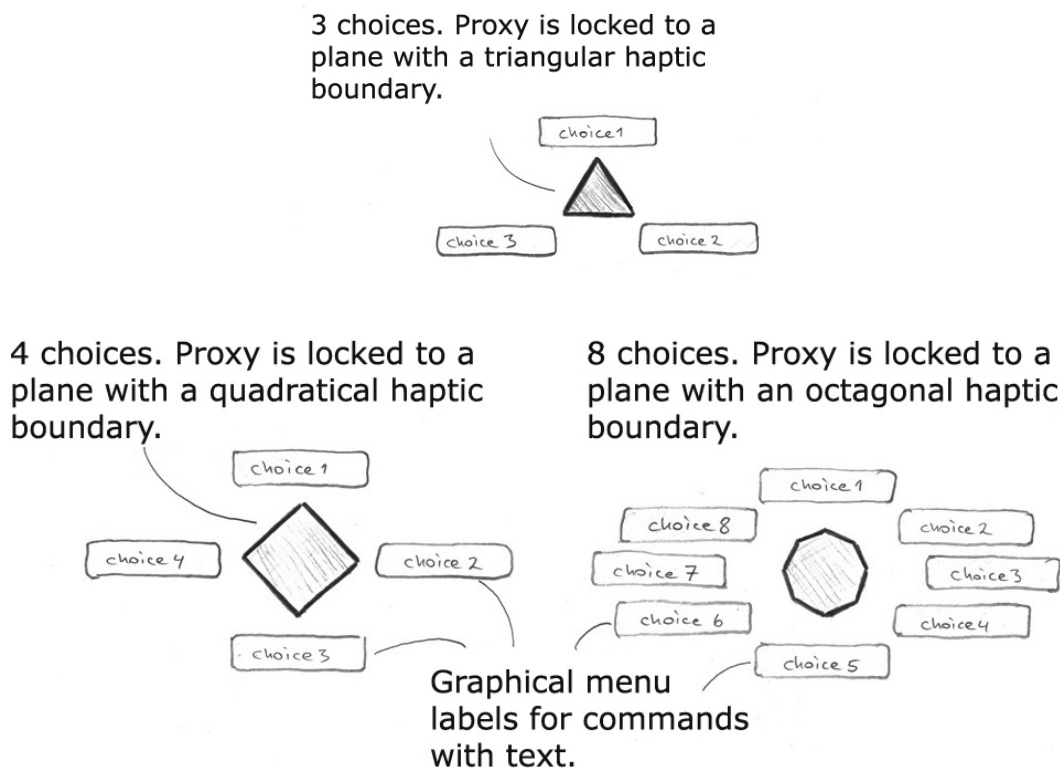 3 choices. Proxy is locked to a
plane with a triangular haptic
boundary.
choice1
choice 3
choice 2
4 choices. Proxy is locked to a
plane with a quadratical haptic
boundary.
choice 1
choice 4
choice 2
choice 3
8 choices. Proxy is locked to a
plane with an octagonal haptic
boundary.
choice 1
choice 8
choice 2
choice 7
choice 3
choice 6
choice 4
choice 5
Graphical menu
labels for commands
with text.